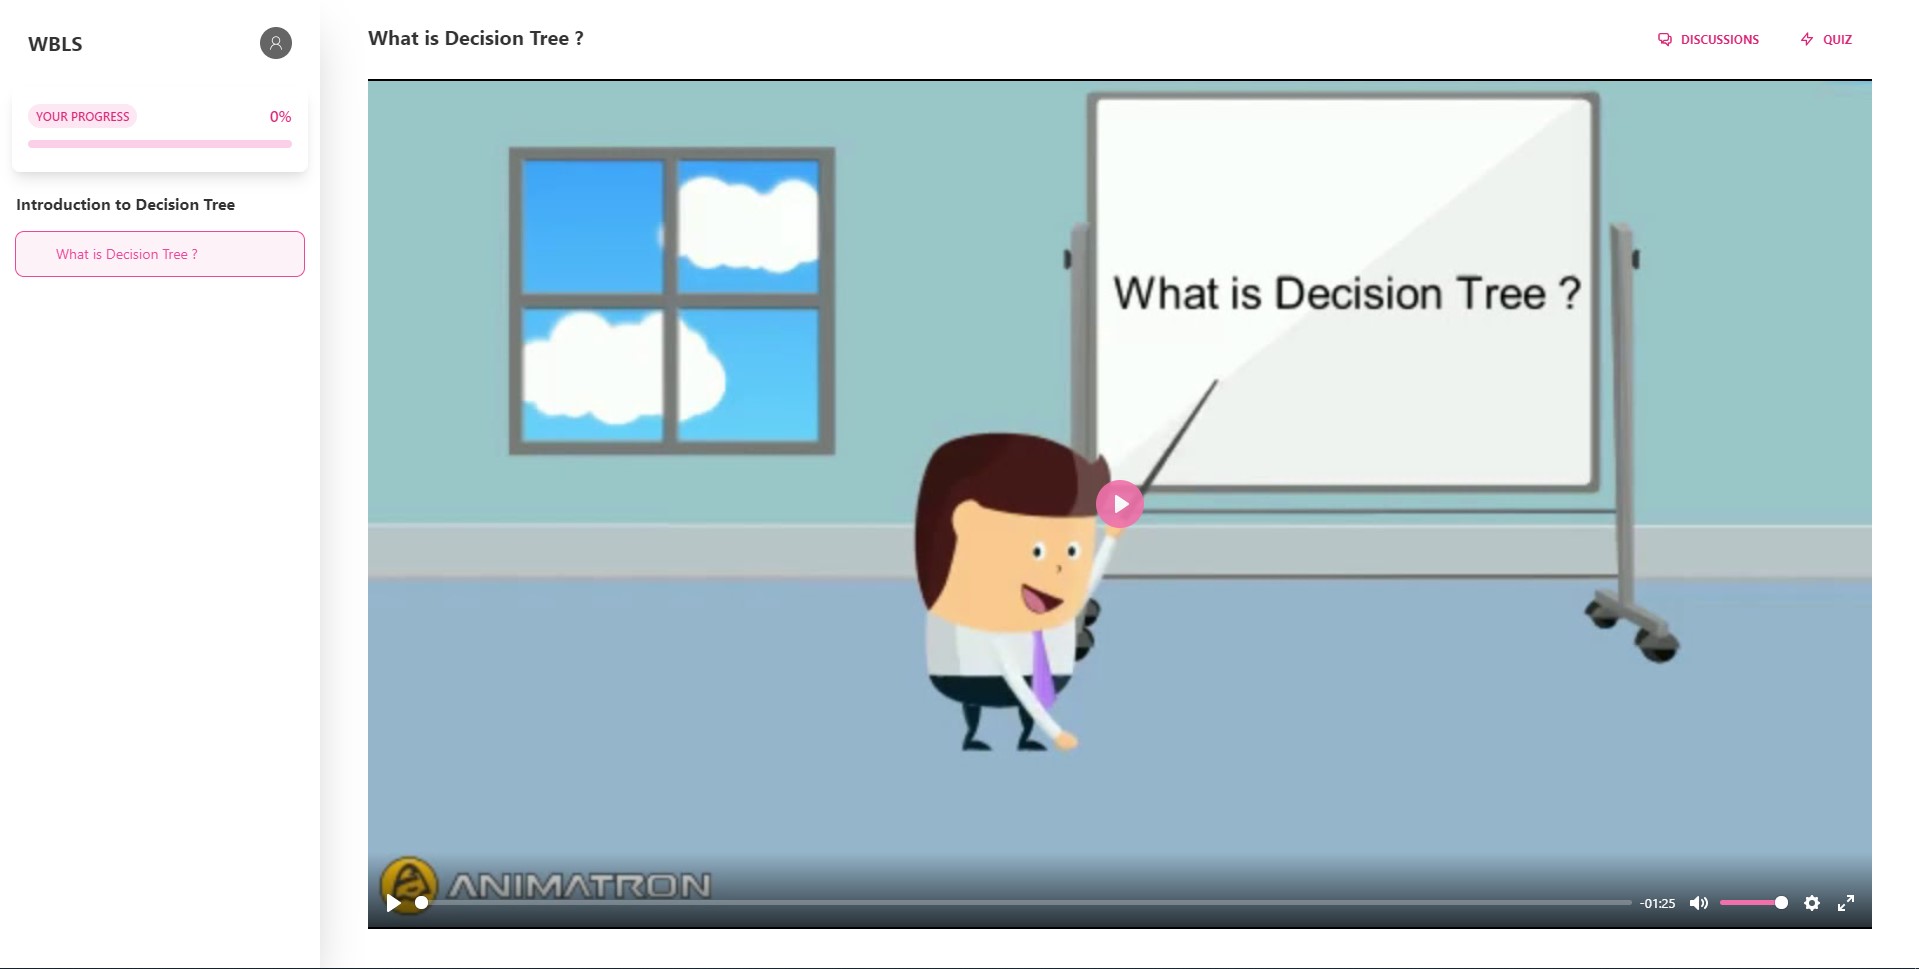 WBLS
YOUR PROGRESS
0%
Introduction to Decision Tree
What is Decision Tree ?
What is Decision Tree ?
DISCUSSIONS
QUIZ
What is Decision Tree ?
ANIMATRON
-01:25